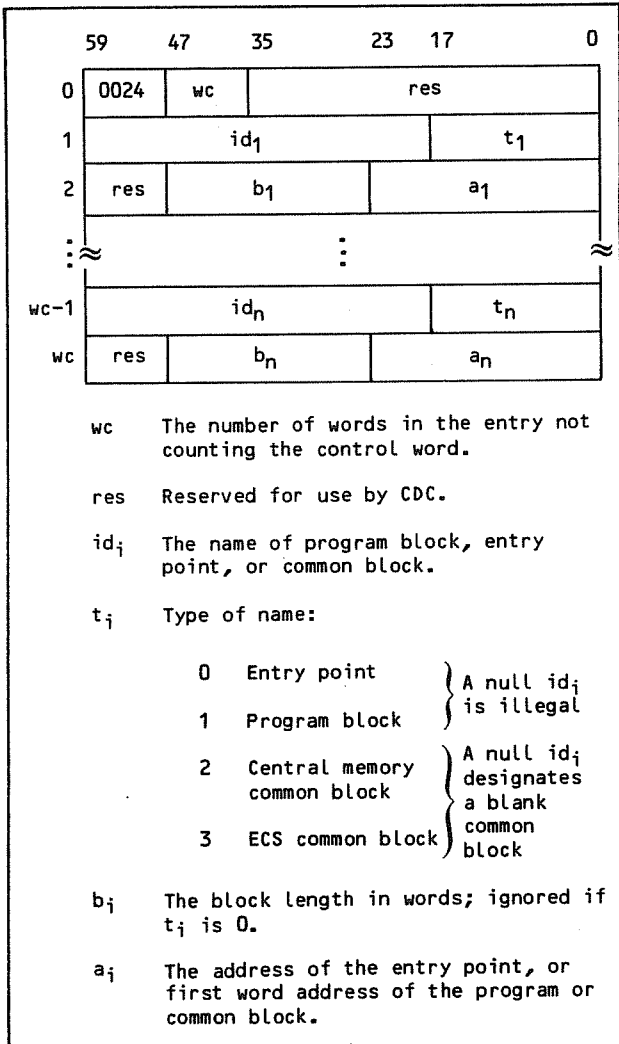 59 47 35 23 17 0
0 0024 wc res
1 id1 t1
2 res b1 a1
⋮ ≈ ⋮ ≈
wc-1 idn tn
wc res bn an
wc The number of words in the entry not
counting the control word.
res Reserved for use by CDC.
idi The name of program block, entry
point, or common block.
ti Type of name:
0 Entry point } A null idi
1 Program block is illegal
2 Central memory } A null idi
common block designates
a blank
3 ECS common block common
block
bi The block length in words; ignored if
ti is 0.
ai The address of the entry point, or
first word address of the program or
common block.